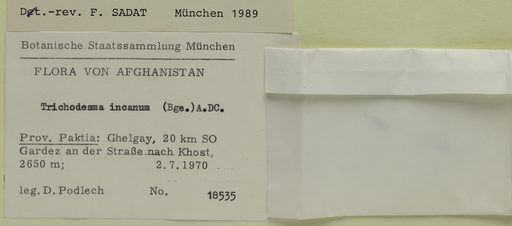 Det.-rev. F. SADAT München 1989
Botanische Staatssammlung München
FLORA VON AFGHANISTAN
Trichodesma incanum (Bge.)A.DC.
Prov. Paktia: Ghelgay, 20 km SO
Gardez an der Straße nach Khost,
2650 m; 2.7.1970
leg. D. Podlech No. 18535